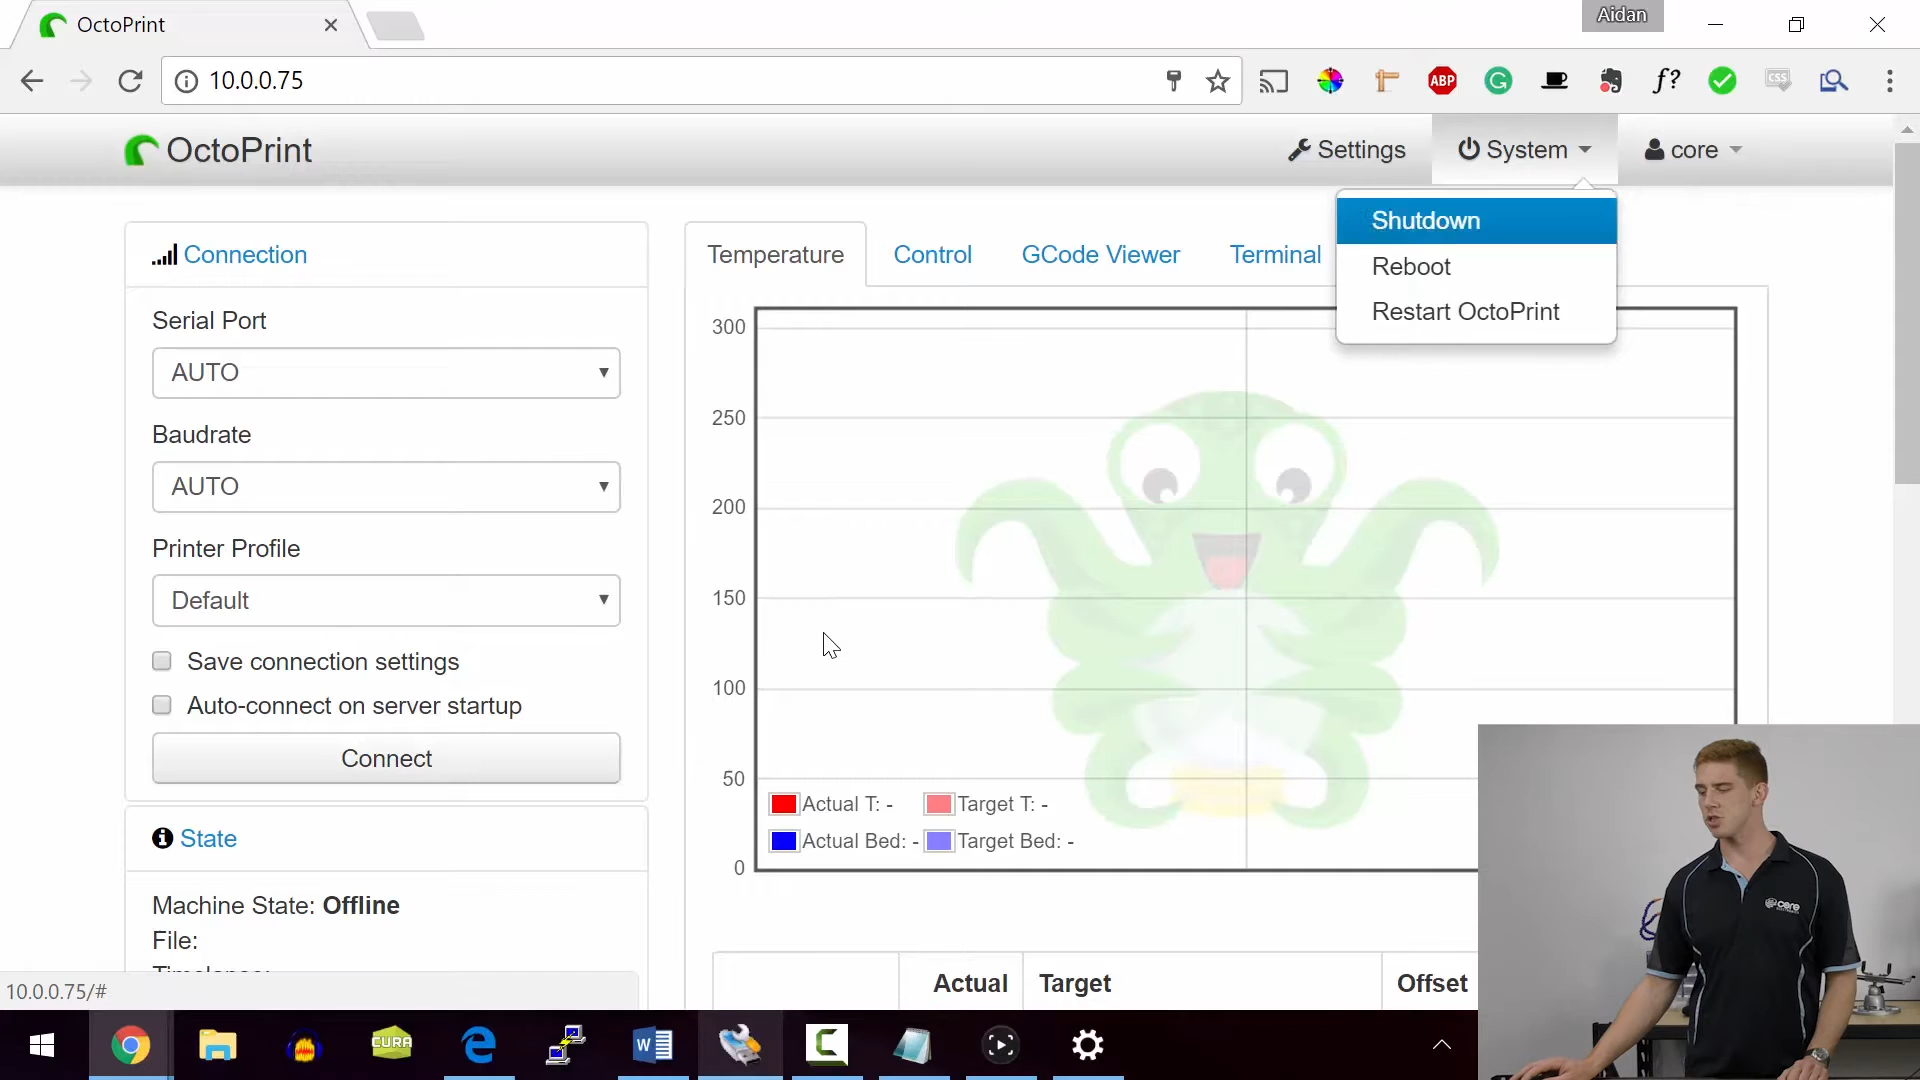 OctoPrint
Aidan
10.0.0.75
ABP
G
f?
CSS
OctoPrint
Settings
System
core
Shutdown
Reboot
Restart OctoPrint
Connection
Serial Port
AUTO
Baudrate
AUTO
Printer Profile
Default
Save connection settings
Auto-connect on server startup
Connect
State
Machine State: Offline
File:
Temperature
Control
GCode Viewer
Terminal
300
250
200
150
100
50
0
Actual T: -
Target T: -
Actual Bed: -
Target Bed: -
Actual
Target
Offset
10.0.0.75/#
CURA
W
C
core